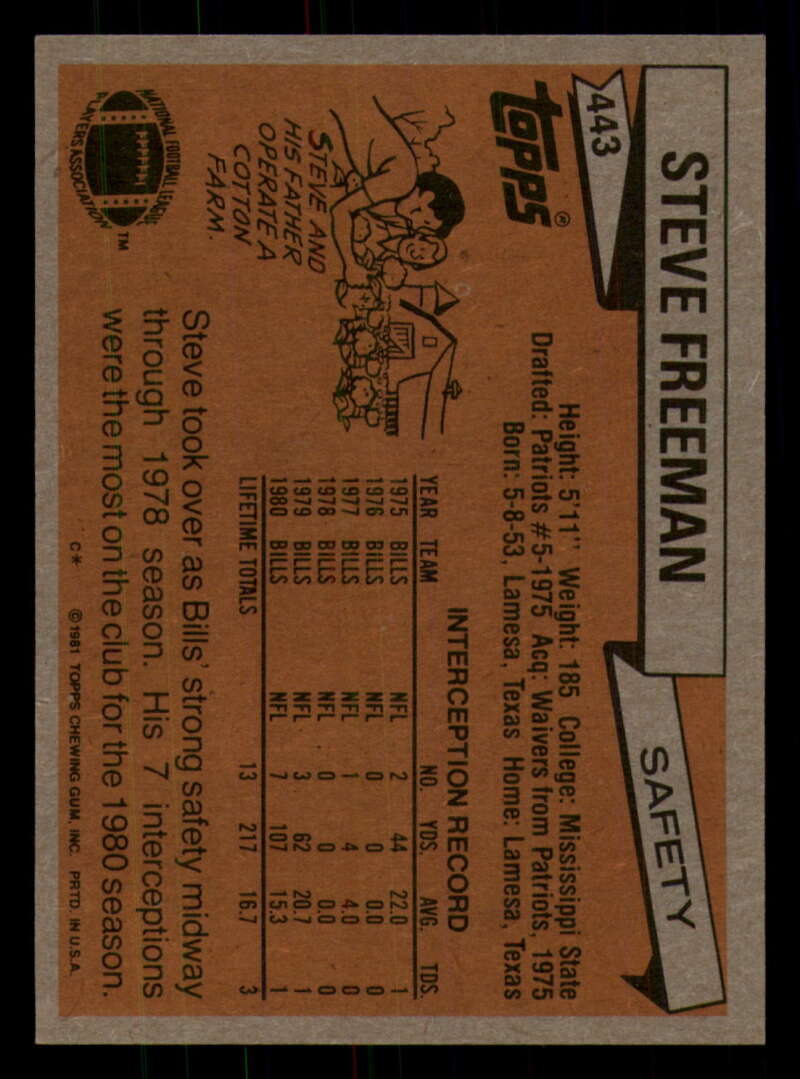 STEVE FREEMAN
SAFETY
443
TOPPS®
Height: 5'11" Weight: 185 College: Mississippi State
Drafted: Patriots #5-1975 Acq: Waivers from Patriots, 1975
Born: 5-8-53, Lamesa, Texas Home: Lamesa, Texas
INTERCEPTION RECORD
YEAR TEAM NO. YDS. AVG. TDS.
1975 BILLS NFL 2 44 22.0 1
1976 BILLS NFL 0 0 0.0 0
1977 BILLS NFL 1 4 4.0 0
1978 BILLS NFL 0 0 0.0 0
1979 BILLS NFL 3 62 20.7 1
1980 BILLS NFL 7 107 15.3 1
LIFETIME TOTALS 13 217 16.7 3
STEVE AND
HIS FATHER
OPERATE A
COTTON
FARM.
NATIONAL FOOTBALL LEAGUE
PLAYERS ASSOCIATION
TM
Steve took over as Bills' strong safety midway
through 1978 season. His 7 interceptions
were the most on the club for the 1980 season.
C* ©1981 TOPPS CHEWING GUM, INC. PRTD. IN U.S.A.